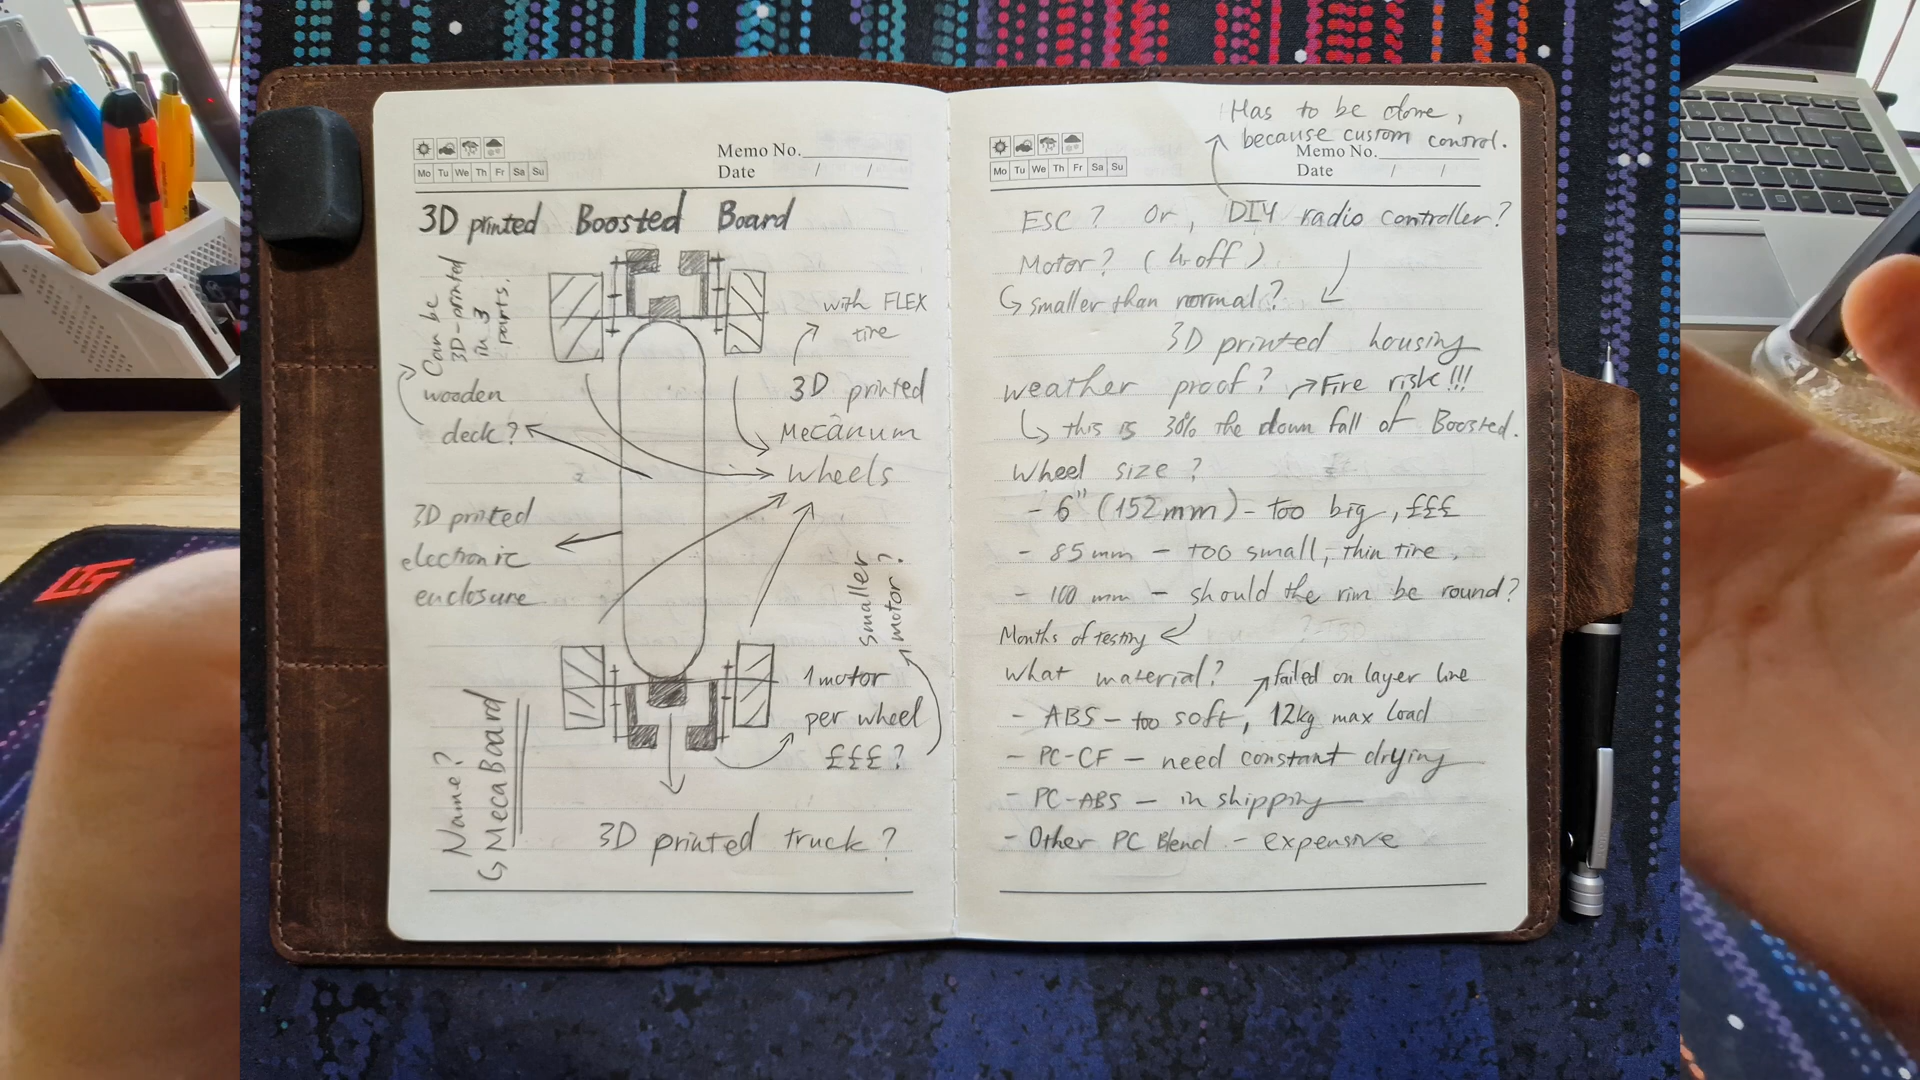 Memo No.
Date / /
Mo Tu We Th Fr Sa Su
3D printed Boosted Board
Can be
3D-printed
in 3
parts.
wooden
deck?
with FLEX
tire
3D printed
Mecanum
wheels
3D printed
electronic
enclosure
smaller
motor?
1 motor
per wheel
£££?
Name?
MecaBoard
3D printed truck?
Has to be done,
because custom control.
Memo No.
Date / /
Mo Tu We Th Fr Sa Su
ESC? Or, DIY radio controller?
Motor? (4 off)
smaller than normal?
3D printed housing
weather proof? Fire risk!!!
this is 30% the down fall of Boosted.
Wheel size?
- 6" (152mm) - too big, £££
- 85 mm - too small, thin tire.
- 100 mm - should the rim be round?
Months of testing
what material? failed on layer line
- ABS - too soft, 12kg max load
- PC-CF - need constant drying
- PC-ABS - in shipping
- Other PC Blend - expensive